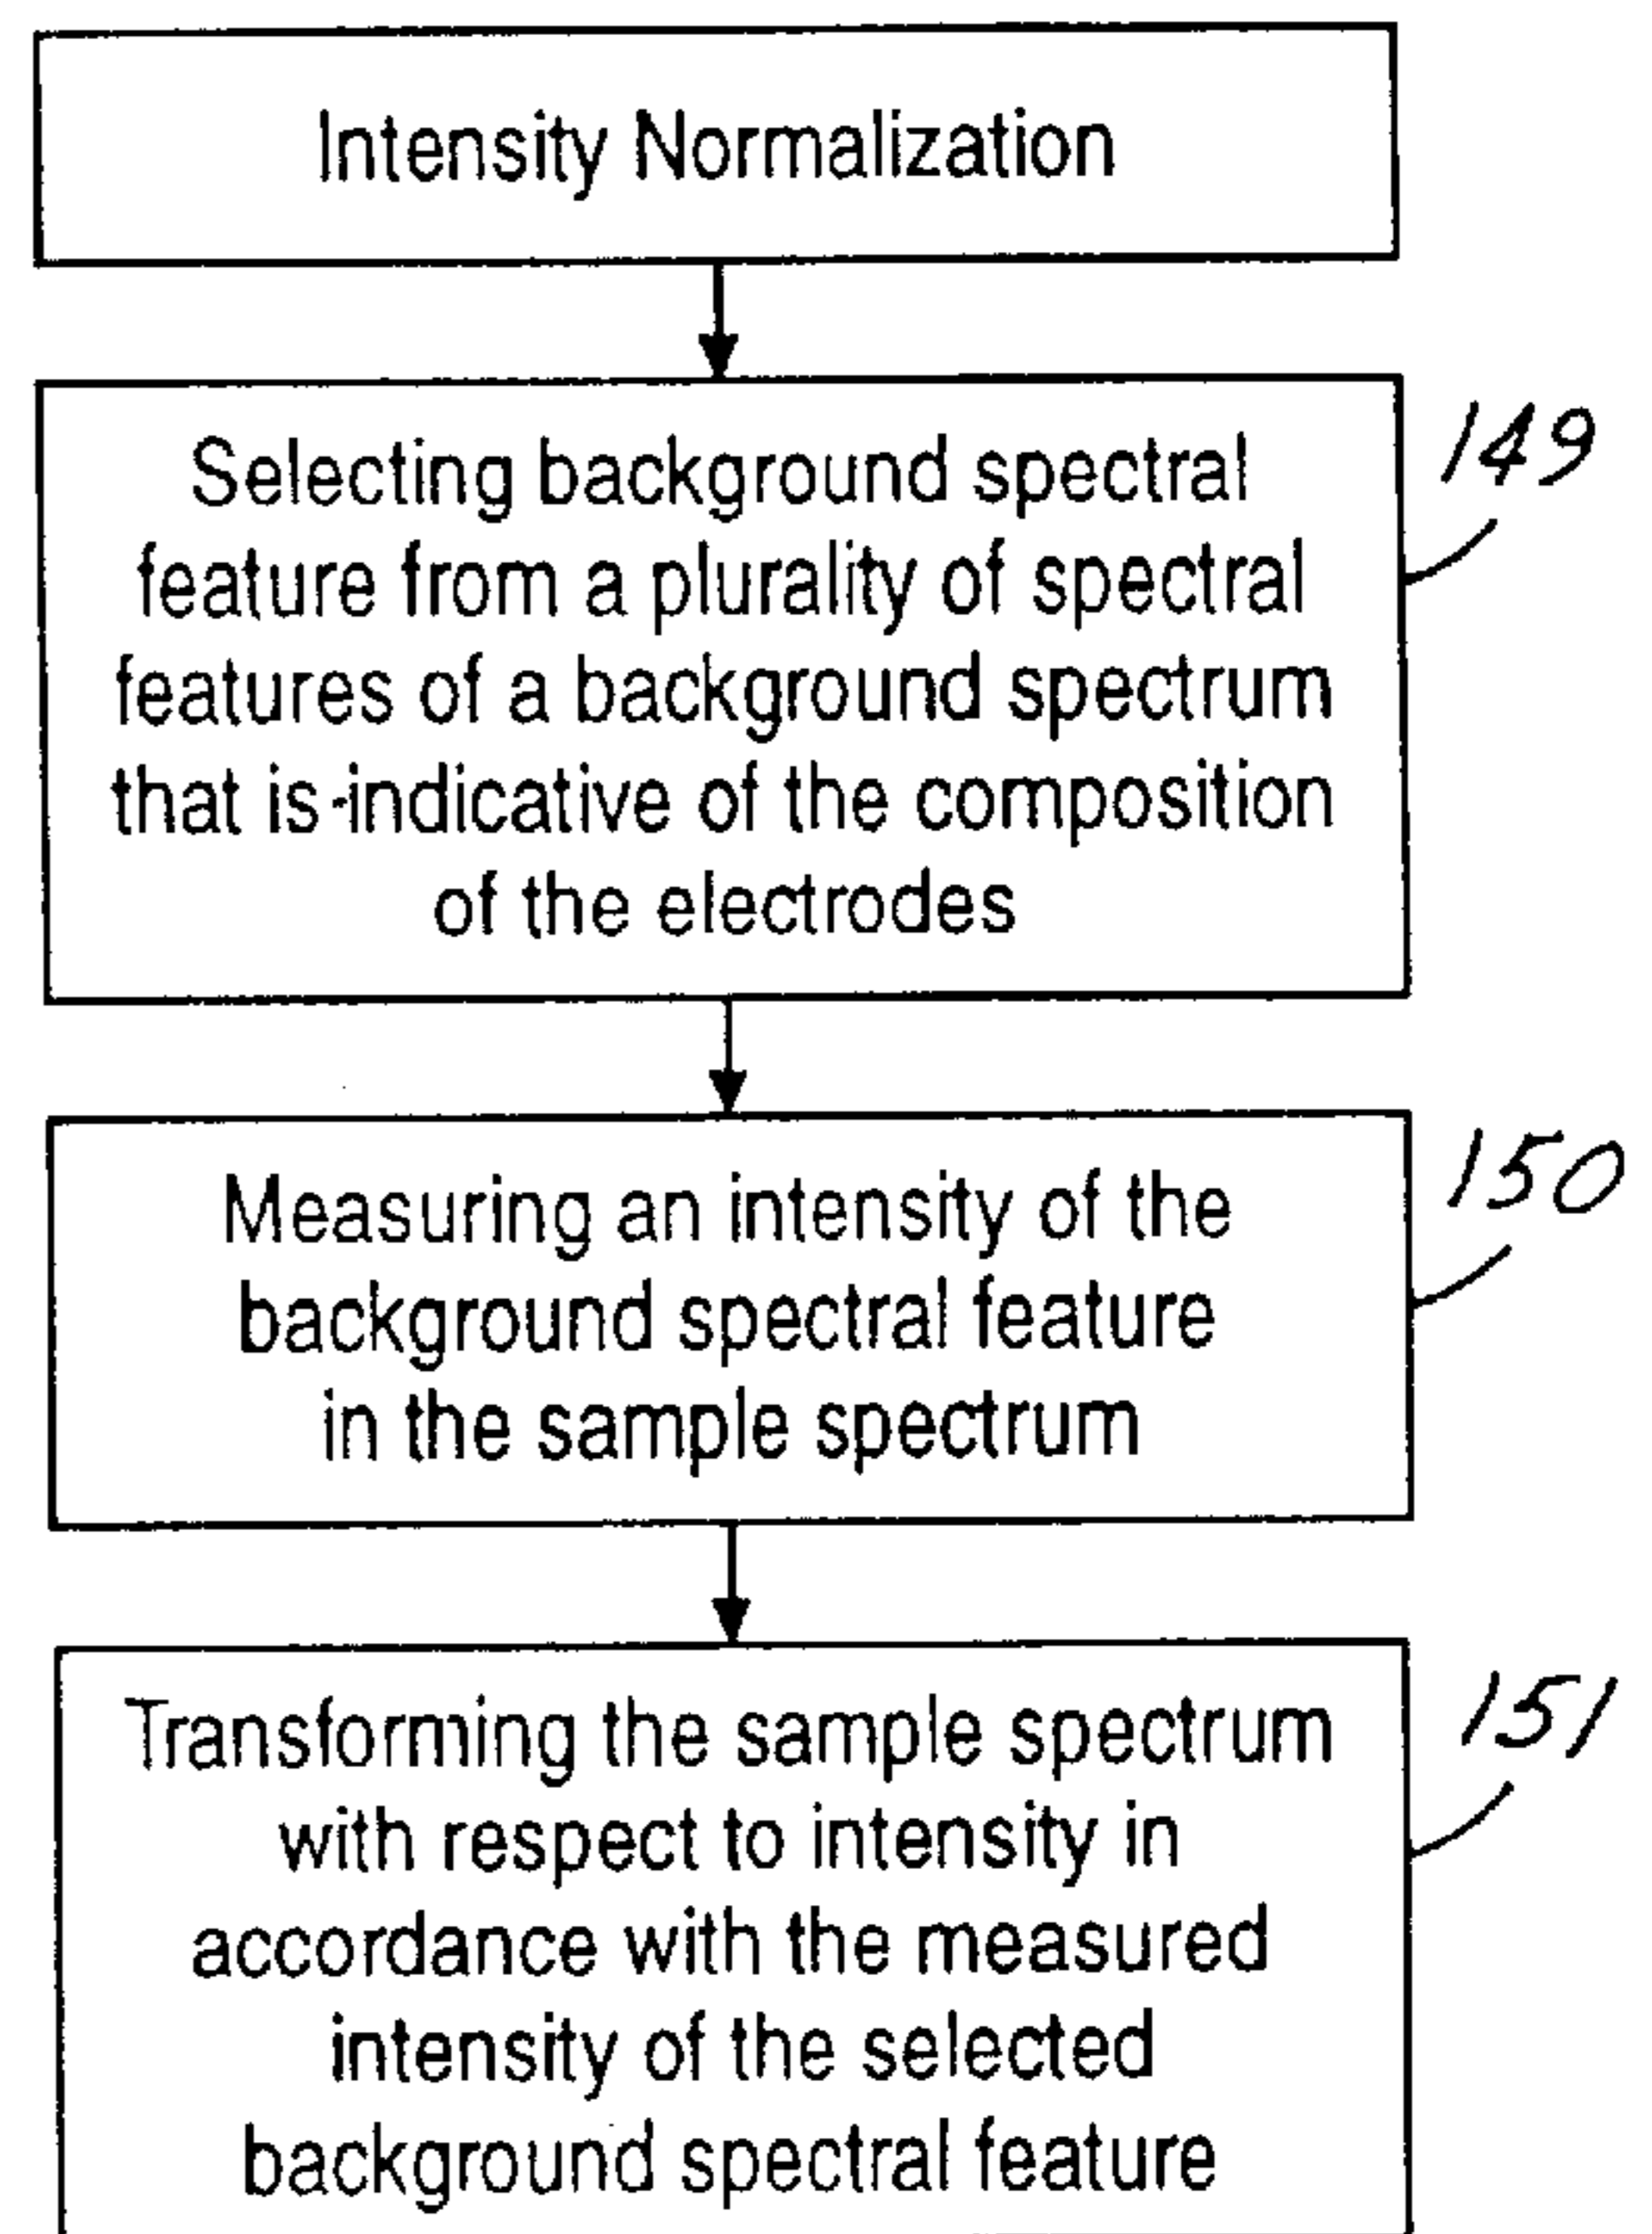 Intensity Normalization
Selecting background spectral
feature from a plurality of spectral
features of a background spectrum
that is indicative of the composition
of the electrodes
149
Measuring an intensity of the
background spectral feature
in the sample spectrum
150
Transforming the sample spectrum
with respect to intensity in
accordance with the measured
intensity of the selected
background spectral feature
151